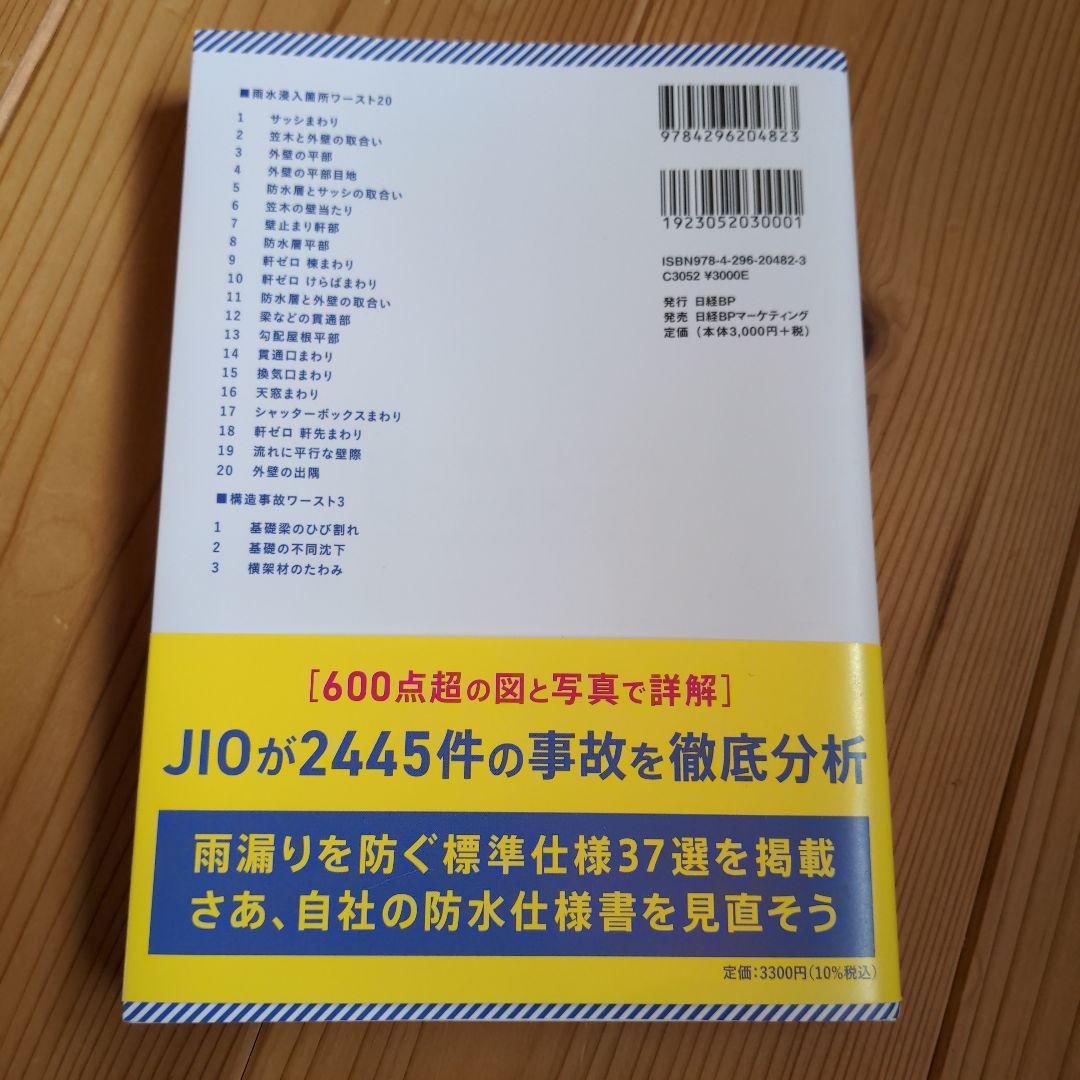 ■雨水浸入箇所ワースト20
1 サッシまわり
2 笠木と外壁の取合い
3 外壁の平部
4 外壁の平部目地
5 防水層とサッシの取合い
6 笠木の壁当たり
7 壁止まり軒部
8 防水層平部
9 軒ゼロ 棟まわり
10 軒ゼロ けらばまわり
11 防水層と外壁の取合い
12 梁などの貫通部
13 勾配屋根平部
14 貫通口まわり
15 換気口まわり
16 天窓まわり
17 シャッターボックスまわり
18 軒ゼロ 軒先まわり
19 流れに平行な壁際
20 外壁の出隅
■構造事故ワースト3
1 基礎梁のひび割れ
2 基礎の不同沈下
3 横架材のたわみ
9784296204823
1923052030001
ISBN978-4-296-20482-3
C3052 ¥3000E
発行 日経BP
発売 日経BPマーケティング
定価（本体3,000円+税）
［600点超の図と写真で詳解］
JIOが2445件の事故を徹底分析
雨漏りを防ぐ標準仕様37選を掲載
さあ、自社の防水仕様書を見直そう
定価：3300円（10%税込）